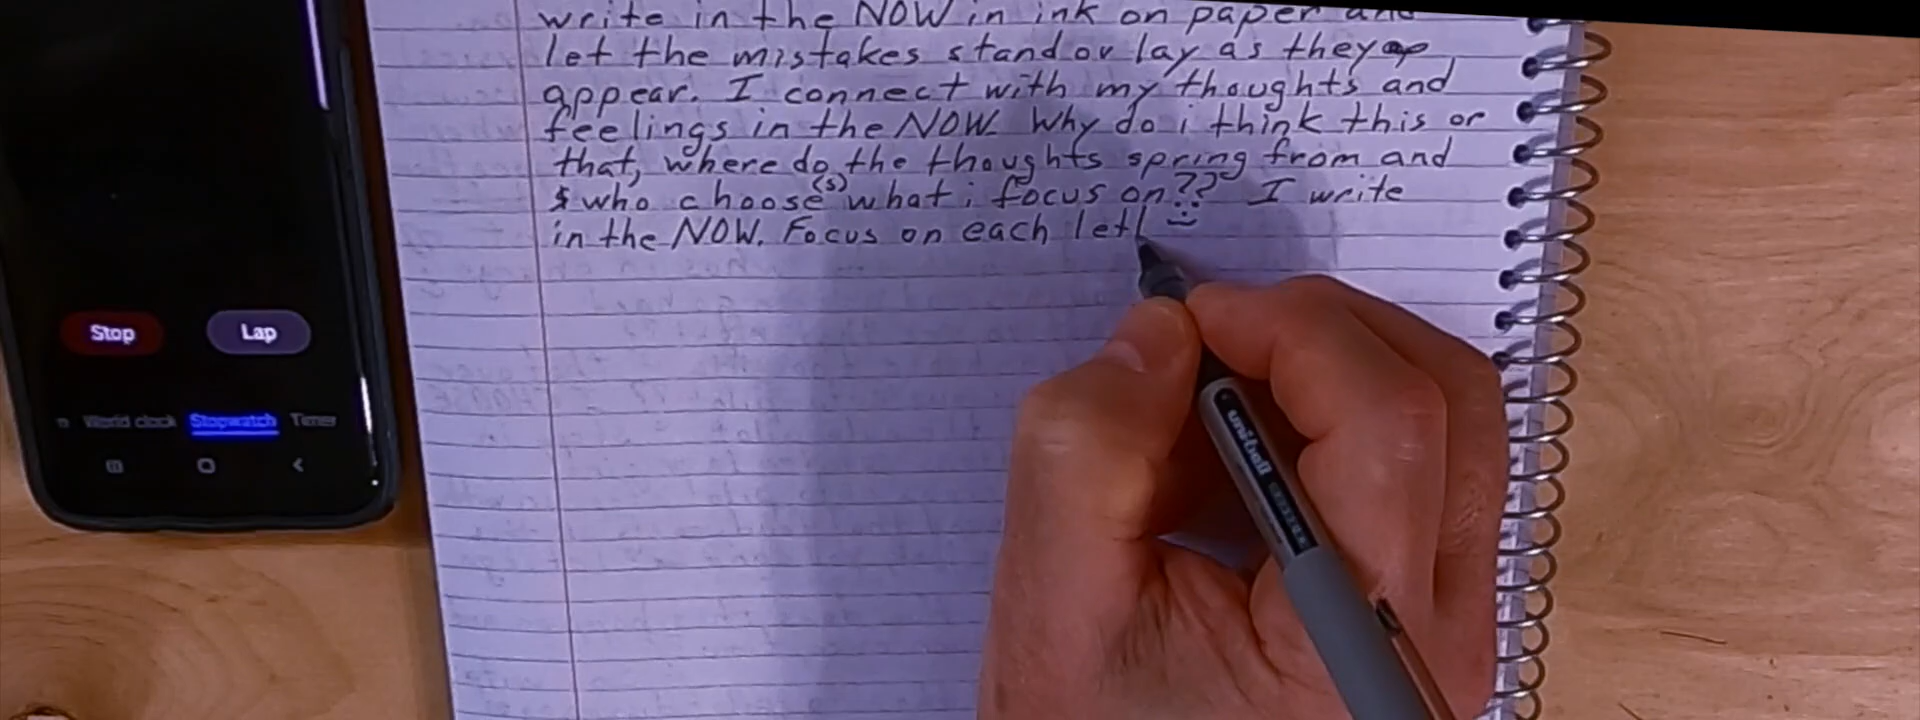 write in the NOW in ink on paper and
let the mistakes stand or lay as they ap
appear. I connect with my thoughts and
feelings in the NOW. Why do i think this or
that, where do the thoughts spring from and
$ who choose(s) what i focus on?? I write
in the NOW. Focus on each lett
Stop
Lap
World clock
Stopwatch
Timer
uniball